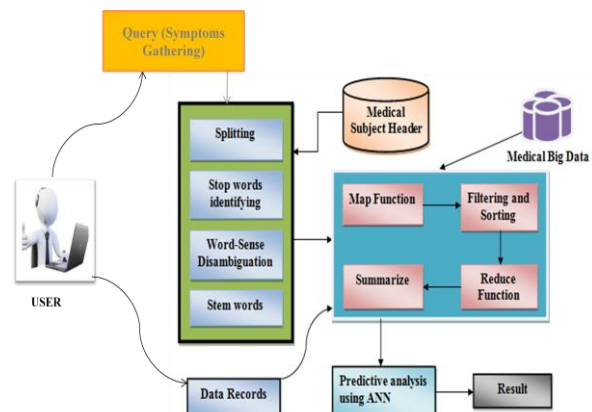 Query (Symptoms
Gathering)
Splitting
Stop words
identifying
Word-Sense
Disambiguation
Stem words
Medical
Subject Header
Medical Big Data
Map Function
Filtering and
Sorting
Summarize
Reduce
Function
USER
Data Records
Predictive analysis
using ANN
Result